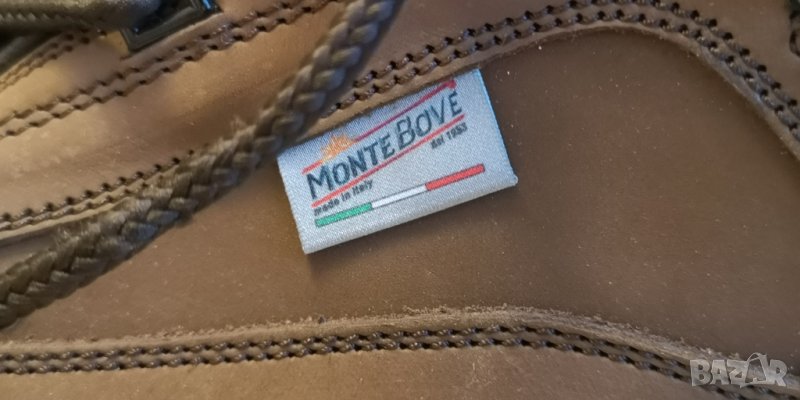 MONTEBOVE
dal 1953
made in Italy
BAZAR